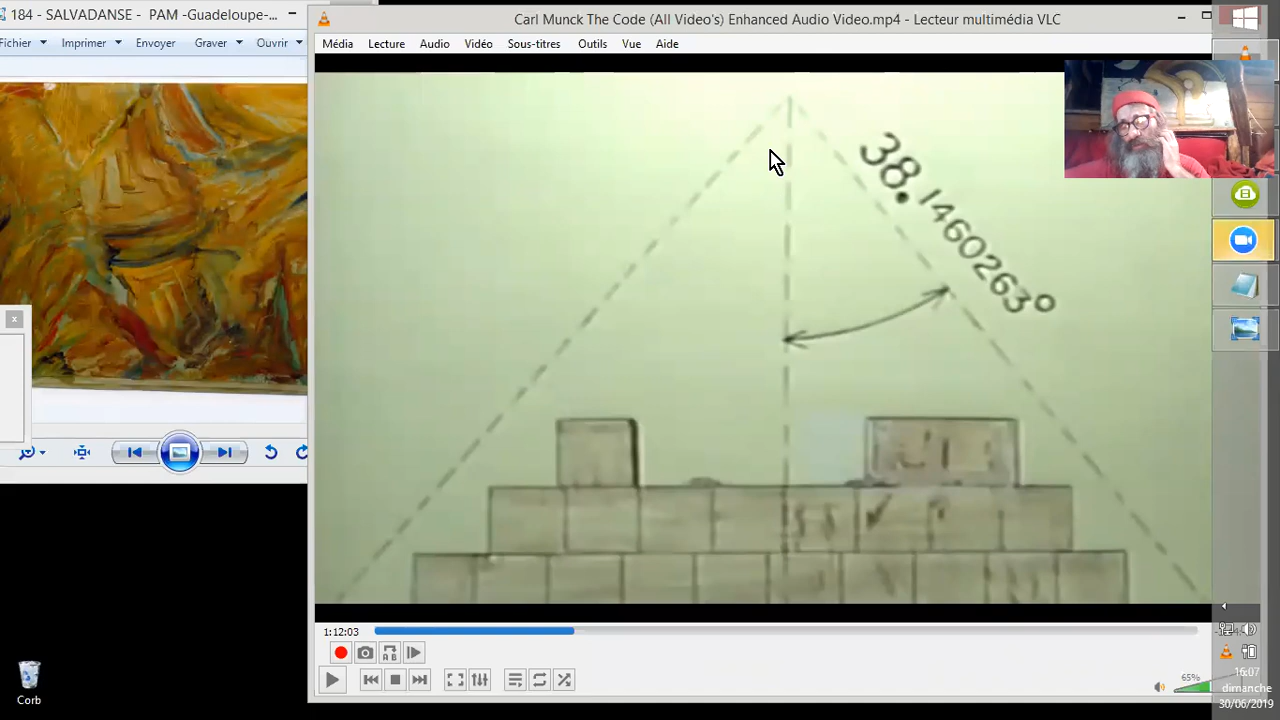 184 - SALVADANSE - PAM -Guadeloupe-...
Fichier
Imprimer
Envoyer
Graver
Ouvrir
Carl Munck The Code (All Video's) Enhanced Audio Video.mp4 - Lecteur multimédia VLC
Média Lecture Audio Vidéo Sous-titres Outils Vue Aide
38.1460263°
1:12:03
A B
65%
Corb
16:07
dimanche
30/06/2019